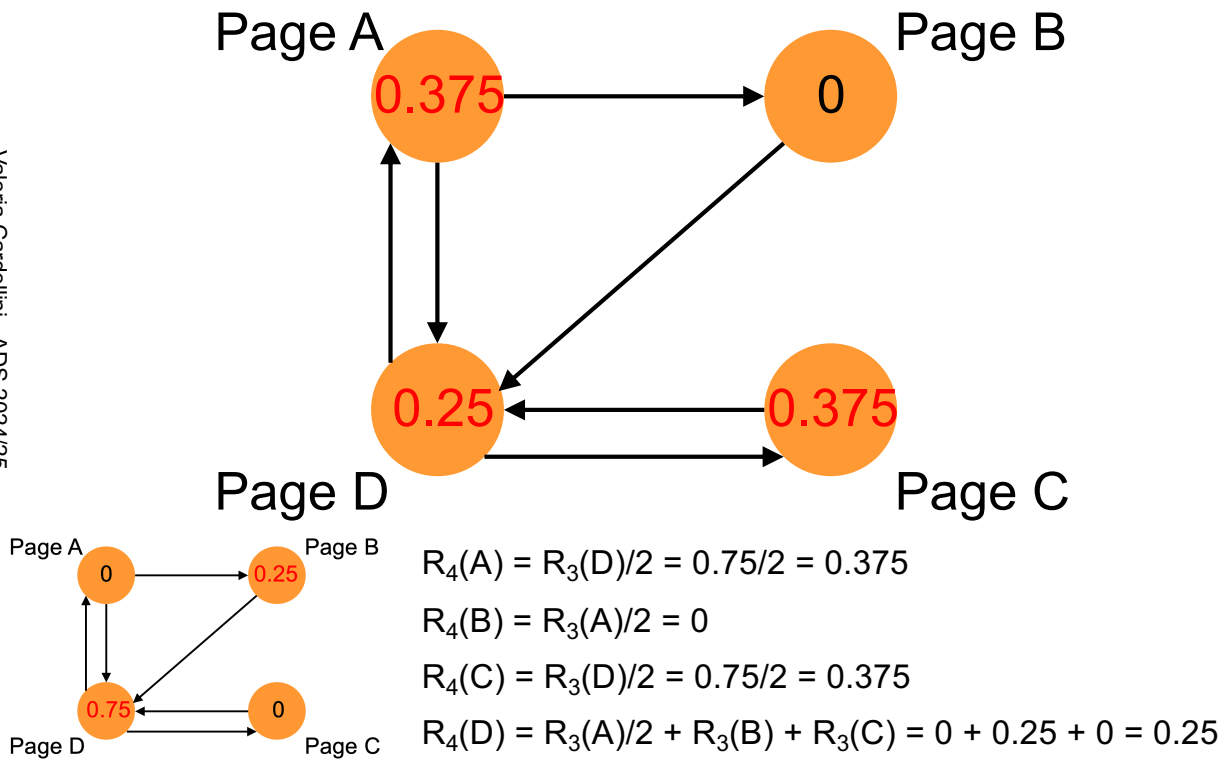 Page A
Page B
0.375
0
0.25
0.375
Page D
Page C
Page A
Page B
0
0.25
0.75
0
Page D
Page C
R₄(A) = R₃(D)/2 = 0.75/2 = 0.375
R₄(B) = R₃(A)/2 = 0
R₄(C) = R₃(D)/2 = 0.75/2 = 0.375
R₄(D) = R₃(A)/2 + R₃(B) + R₃(C) = 0 + 0.25 + 0 = 0.25